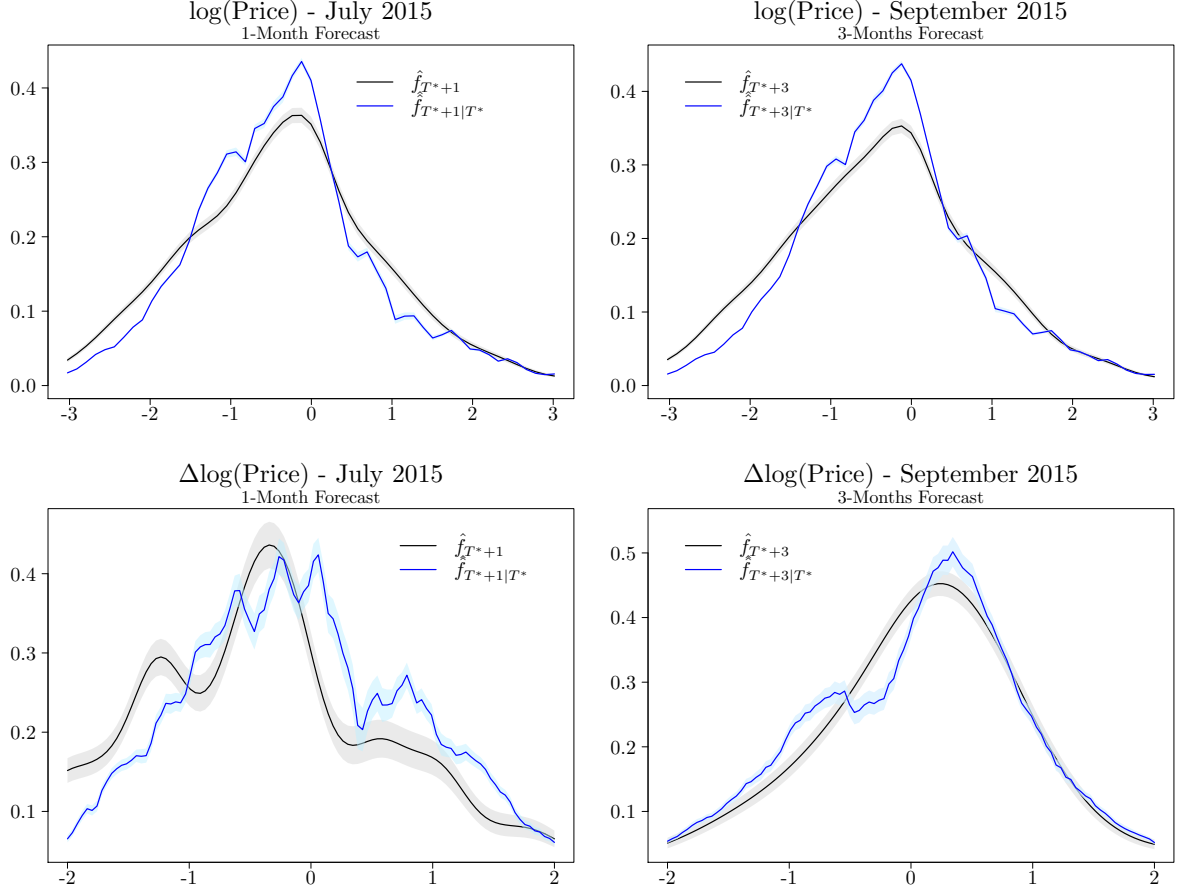 log(Price) - July 2015
1-Month Forecast
f̂T*+1
f̂T*+1|T*
0.4
0.3
0.2
0.1
0.0
-3 -2 -1 0 1 2 3
log(Price) - September 2015
3-Months Forecast
f̂T*+3
f̂T*+3|T*
0.4
0.3
0.2
0.1
0.0
-3 -2 -1 0 1 2 3
Δlog(Price) - July 2015
1-Month Forecast
f̂T*+1
f̂T*+1|T*
0.4
0.3
0.2
0.1
-2 -1 0 1 2
Δlog(Price) - September 2015
3-Months Forecast
f̂T*+3
f̂T*+3|T*
0.5
0.4
0.3
0.2
0.1
-2 -1 0 1 2